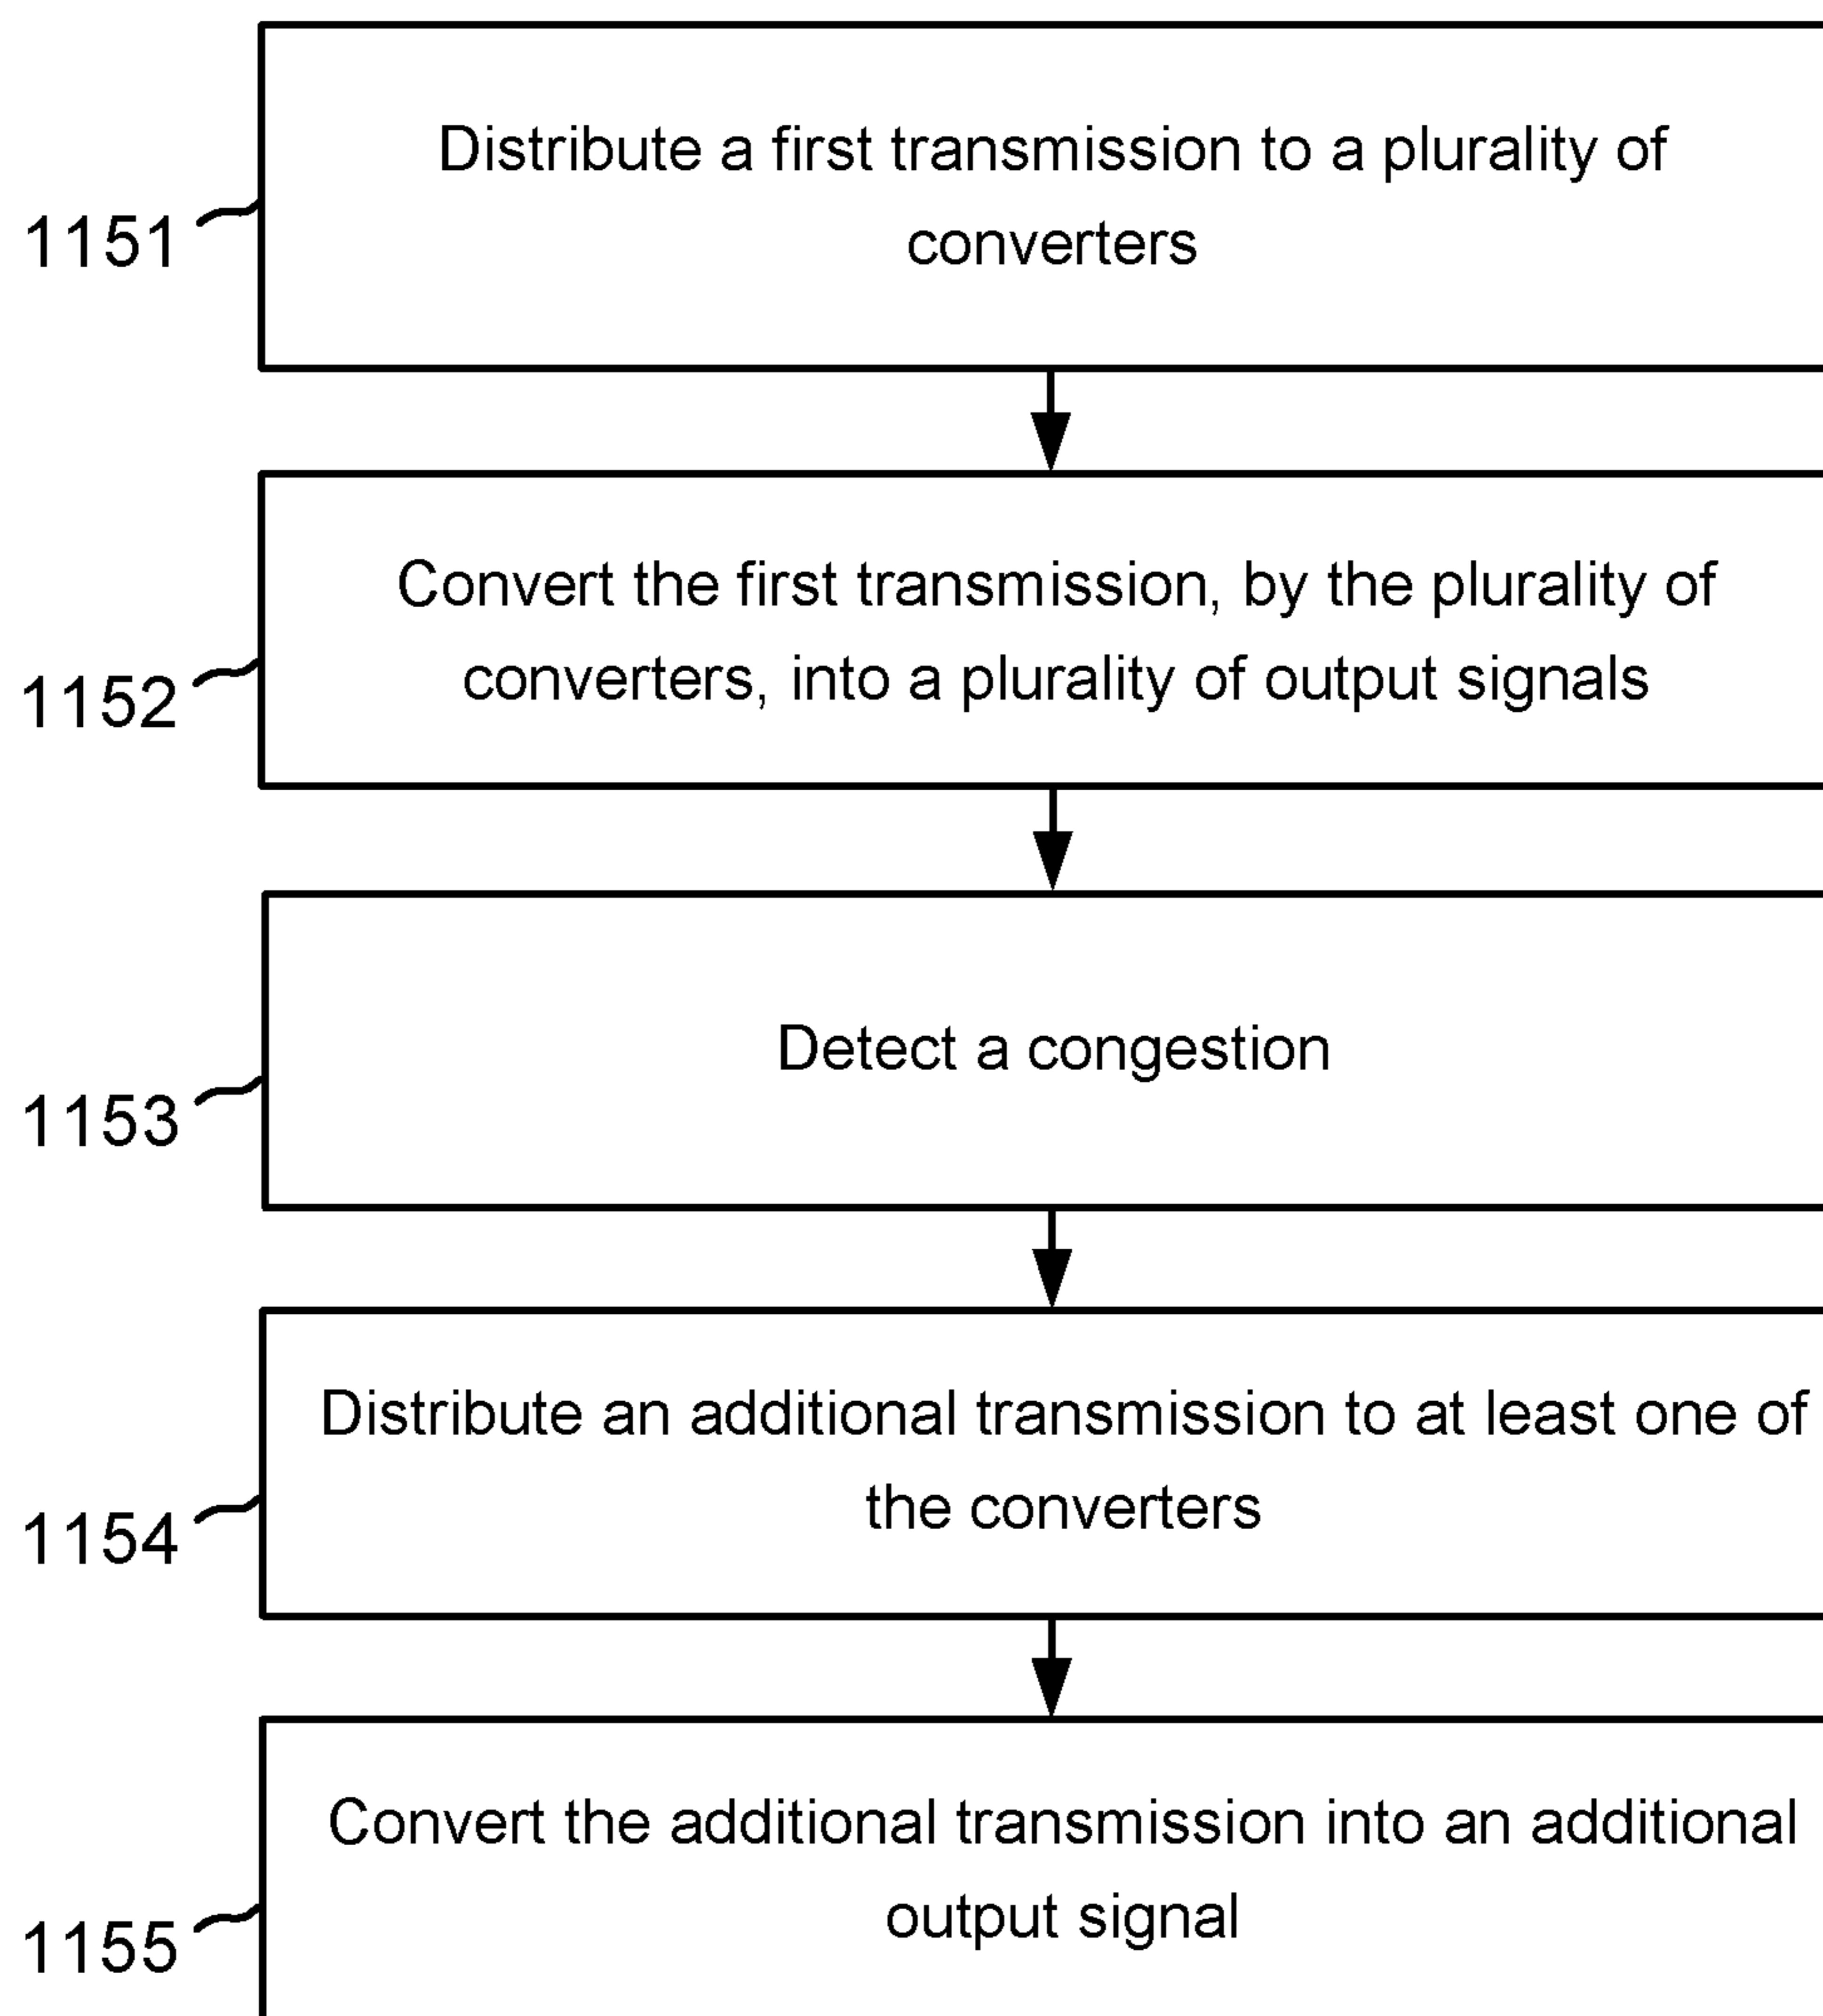 Distribute a first transmission to a plurality of
converters
1151
Convert the first transmission, by the plurality of
converters, into a plurality of output signals
1152
Detect a congestion
1153
Distribute an additional transmission to at least one of
the converters
1154
Convert the additional transmission into an additional
output signal
1155